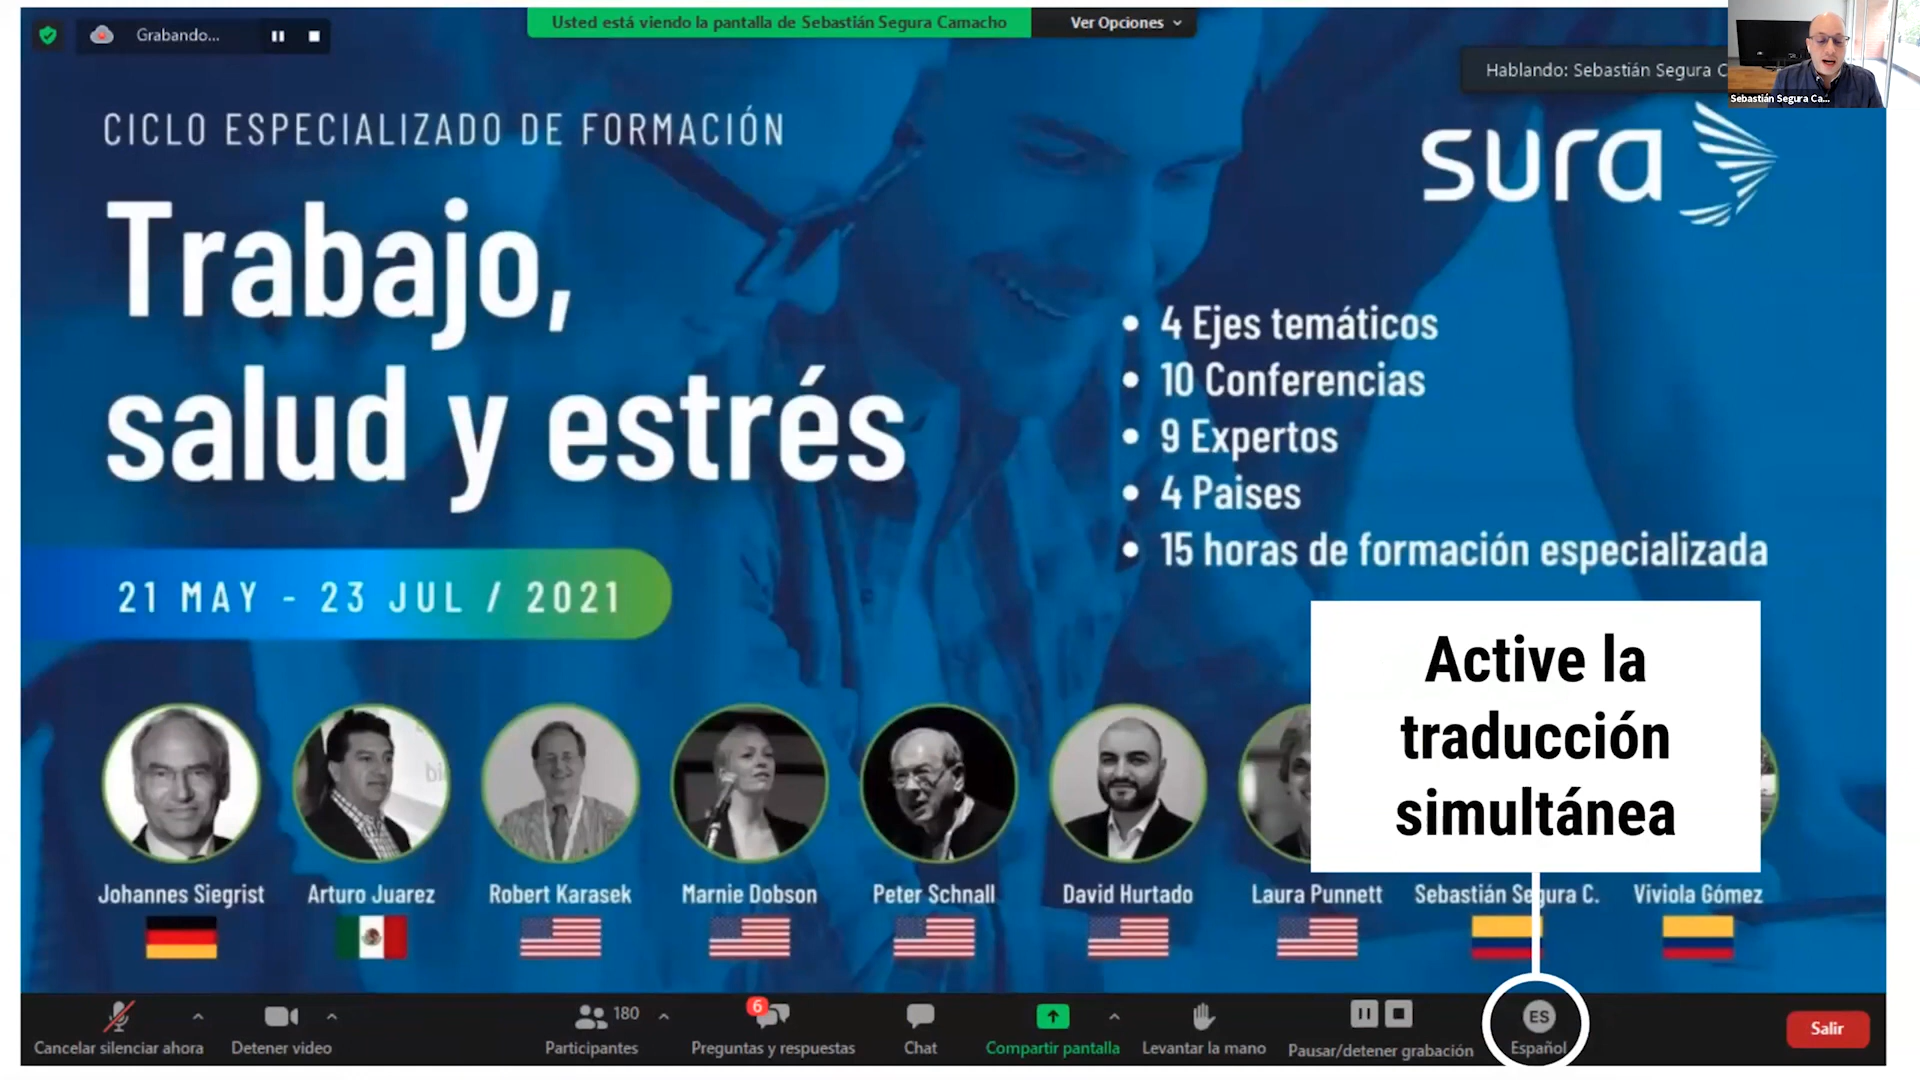 Usted está viendo la pantalla de Sebastián Segura Camacho
Ver Opciones
Grabando...
Hablando: Sebastián Segura C
Sebastián Segura Ca...
CICLO ESPECIALIZADO DE FORMACIÓN
sura
Trabajo,
salud y estrés
• 4 Ejes temáticos
• 10 Conferencias
• 9 Expertos
• 4 Paises
• 15 horas de formación especializada
21 MAY - 23 JUL / 2021
Active la
traducción
simultánea
Johannes Siegrist
Arturo Juarez
Robert Karasek
Marnie Dobson
Peter Schnall
David Hurtado
Laura Punnett
Sebastián Segura C.
Viviola Gómez
180
6
ES
Cancelar silenciar ahora
Detener video
Participantes
Preguntas y respuestas
Chat
Compartir pantalla
Levantar la mano
Pausar/detener grabación
Español
Salir